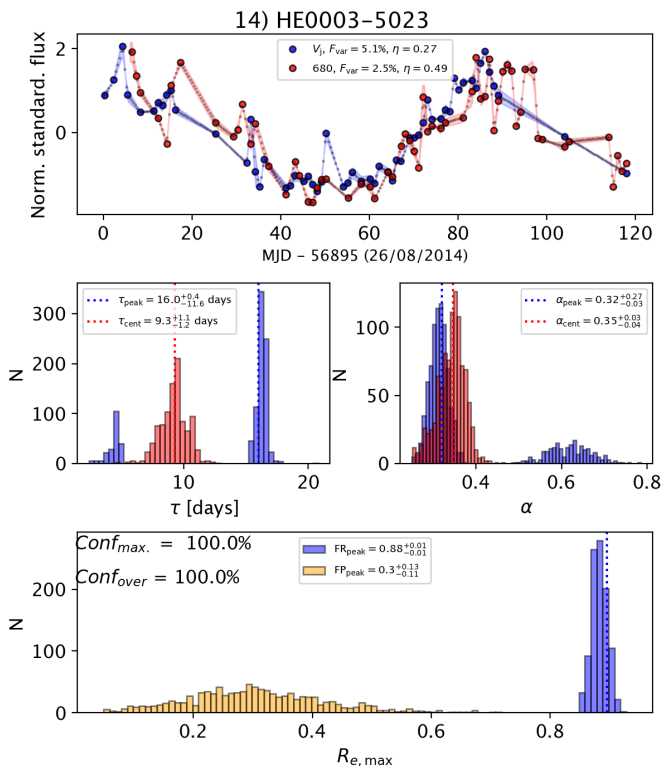 14) HE0003−5023
Norm. standard. flux
2
0
V_j, F_var = 5.1%, η = 0.27
680, F_var = 2.5%, η = 0.49
0 20 40 60 80 100 120
MJD − 56895 (26/08/2014)
N
300
200
100
0
τ_peak = 16.0^{+0.4}_{−11.6} days
τ_cent = 9.3^{+1.1}_{−1.2} days
10 20
τ [days]
N
100
50
0
α_peak = 0.32^{+0.27}_{−0.03}
α_cent = 0.35^{+0.03}_{−0.04}
0.4 0.6 0.8
α
N
200
100
0
Conf_max. = 100.0%
Conf_over = 100.0%
FR_peak = 0.88^{+0.01}_{−0.01}
FP_peak = 0.3^{+0.13}_{−0.11}
0.2 0.4 0.6 0.8
R_{e, max}